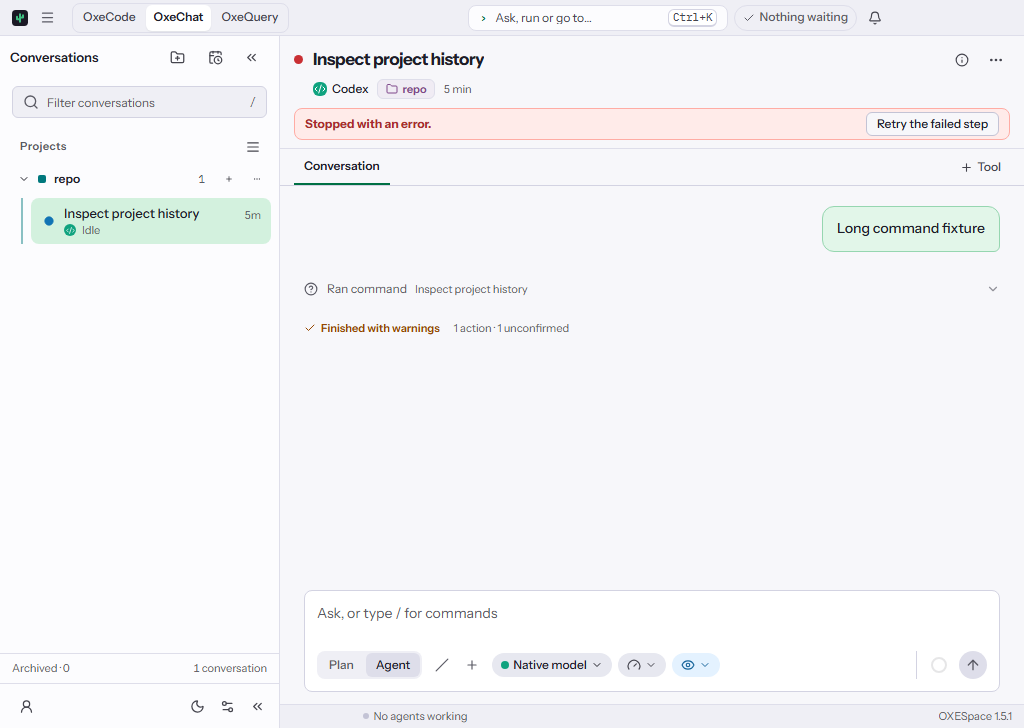 OxeCode OxeChat OxeQuery
› Ask, run or go to... Ctrl+K
Nothing waiting
Conversations
Filter conversations /
Projects
repo 1 + ...
Inspect project history 5m
Idle
Archived · 0 1 conversation
Inspect project history
Codex repo 5 min
Stopped with an error. Retry the failed step
Conversation + Tool
Long command fixture
Ran command Inspect project history
Finished with warnings 1 action · 1 unconfirmed
Ask, or type / for commands
Plan Agent Native model
No agents working OXESpace 1.5.1